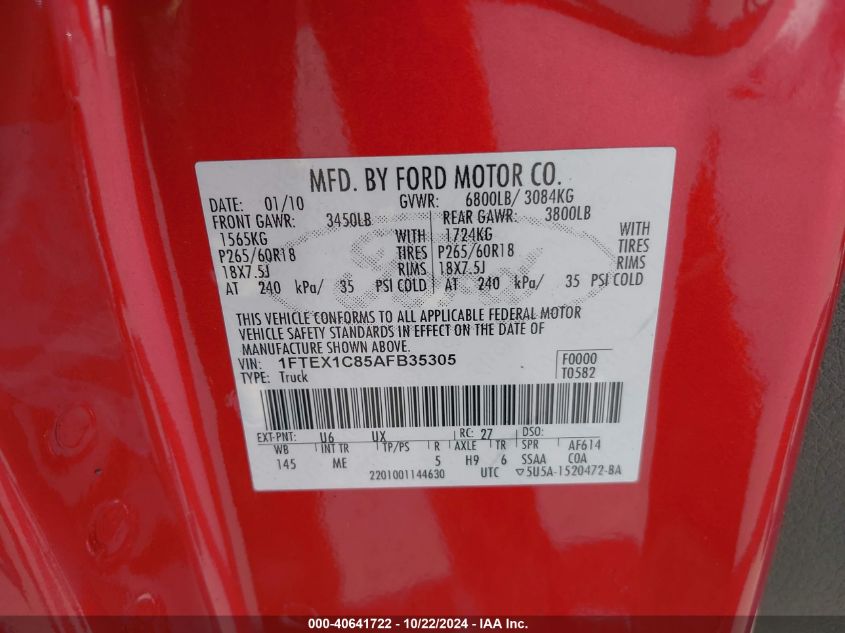 MFD. BY FORD MOTOR CO.
DATE: 01/10 GVWR: 6800LB/ 3084KG
FRONT GAWR: 3450LB REAR GAWR: 3800LB
1565KG WITH 1724KG WITH
P265/60R18 TIRES P265/60R18 TIRES
18X7.5J RIMS 18X7.5J RIMS
AT 240 kPa/ 35 PSI COLD AT 240 kPa/ 35 PSI COLD
THIS VEHICLE CONFORMS TO ALL APPLICABLE FEDERAL MOTOR
VEHICLE SAFETY STANDARDS IN EFFECT ON THE DATE OF
MANUFACTURE SHOWN ABOVE.
VIN: 1FTEX1C85AFB35305 F0000
TYPE: Truck T0582
EXT-PNT: U6 UX RC: 27 DSO:
WB INT TR TP/PS R AXLE TR SPR AF614
145 ME 5 H9 6 SSAA COA
2201001144630 UTC ▽5U5A-1520472-BA
000-40641722 / 10/22/2024 - IAA Inc.